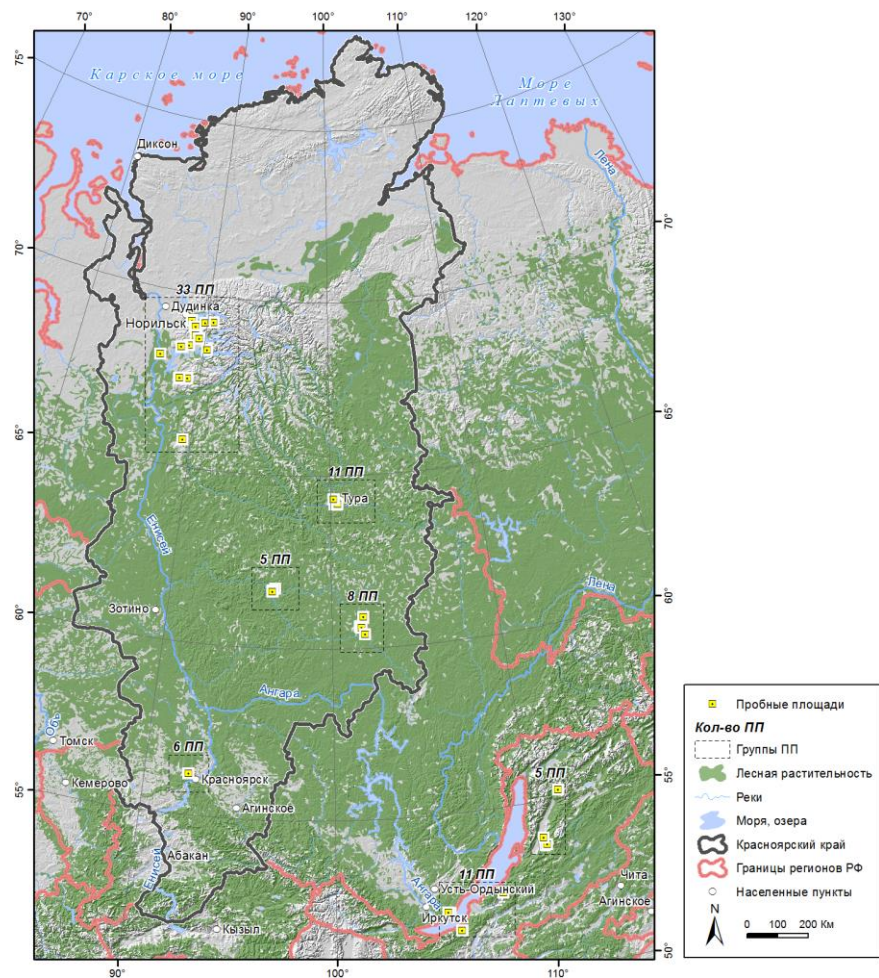 70° 80° 90° 100° 110° 120° 130°
75°
Карское море
Море
Лаптевых
Диксон
Лена
70°
70°
33 ПП
Дудинка
Норильск
65°
65°
11 ПП
Тура
Енисей
5 ПП
8 ПП
Лена
60°
60°
Зотино
Ангара
Обь
Томск
6 ПП
Красноярск
Кемерово
55°
55°
Агинское
5 ПП
Абакан
Енисей
11 ПП
Усть-Ордынский
Ангара
Иркутск
Чита
Агинское
Кызыл
50°
90° 100° 110°
Пробные площади
Кол-во ПП
Группы ПП
Лесная растительность
Реки
Моря, озера
Красноярский край
Границы регионов РФ
Населенные пункты
N
0 100 200 Км